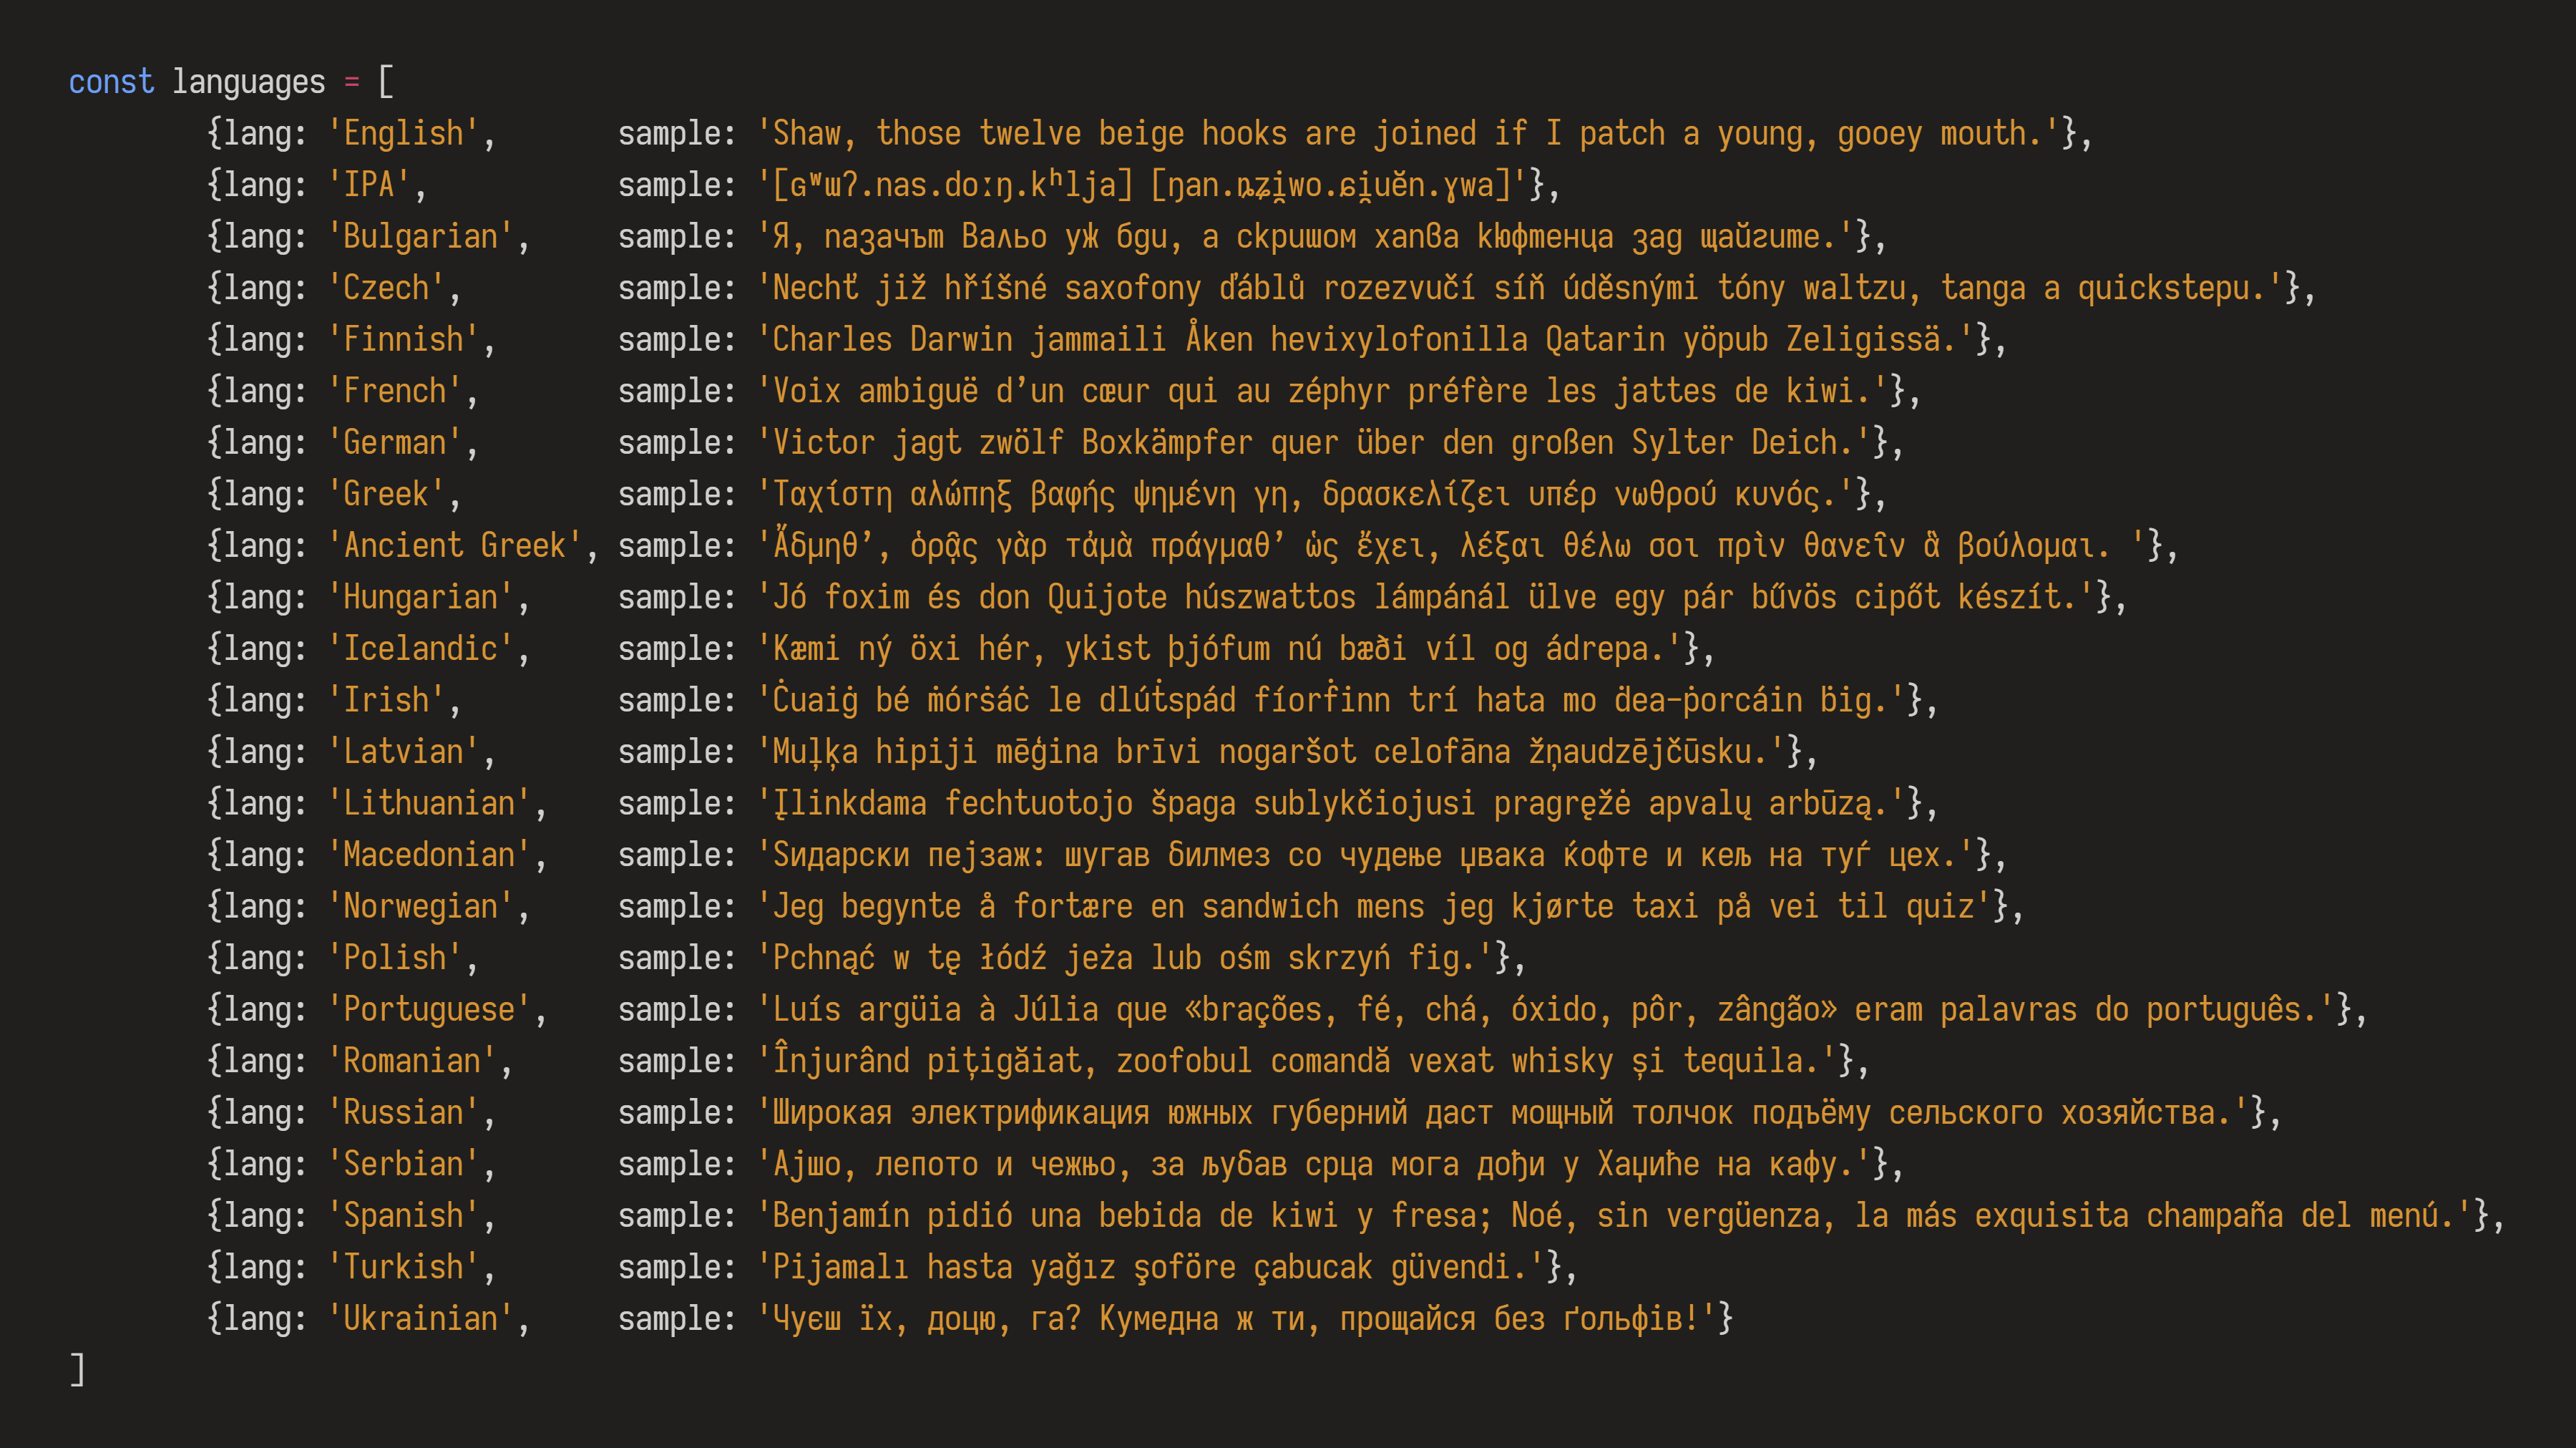 const languages = [
{lang: 'English', sample: 'Shaw, those twelve beige hooks are joined if I patch a young, gooey mouth.'},
{lang: 'IPA', sample: '[ɢʷɯʔ.nas.doːŋ.kʰlja] [ŋan.ȵʑi̯wo.ɕi̯uĕn.ɣwa]'},
{lang: 'Bulgarian', sample: 'Я, пазачът Вальо уж бди, а скришом хапва кюфтенца зад щайгите.'},
{lang: 'Czech', sample: 'Nechť již hříšné saxofony ďáblů rozezvučí síň úděsnými tóny waltzu, tanga a quickstepu.'},
{lang: 'Finnish', sample: 'Charles Darwin jammaili Åken hevixylofonilla Qatarin yöpub Zeligissä.'},
{lang: 'French', sample: 'Voix ambiguë d’un cœur qui au zéphyr préfère les jattes de kiwi.'},
{lang: 'German', sample: 'Victor jagt zwölf Boxkämpfer quer über den großen Sylter Deich.'},
{lang: 'Greek', sample: 'Ταχίστη αλώπηξ βαφής ψημένη γη, δρασκελίζει υπέρ νωθρού κυνός.'},
{lang: 'Ancient Greek', sample: 'Ἄδμηθ’, ὁρᾷς γὰρ τἀμὰ πράγμαθ’ ὡς ἔχει, λέξαι θέλω σοι πρὶν θανεῖν ἃ βούλομαι. '},
{lang: 'Hungarian', sample: 'Jó foxim és don Quijote húszwattos lámpánál ülve egy pár bűvös cipőt készít.'},
{lang: 'Icelandic', sample: 'Kæmi ný öxi hér, ykist þjófum nú bæði víl og ádrepa.'},
{lang: 'Irish', sample: 'Ċuaiġ bé ṁórṡáċ le dlúṫspád fíorḟinn trí hata mo ḋea-ṗorcáin ḃig.'},
{lang: 'Latvian', sample: 'Muļķa hipiji mēģina brīvi nogaršot celofāna žņaudzējčūsku.'},
{lang: 'Lithuanian', sample: 'Įlinkdama fechtuotojo špaga sublykčiojusi pragręžė apvalų arbūzą.'},
{lang: 'Macedonian', sample: 'Ѕидарски пејзаж: шугав билмез со чудење џвака ќофте и кељ на туѓ цех.'},
{lang: 'Norwegian', sample: 'Jeg begynte å fortære en sandwich mens jeg kjørte taxi på vei til quiz'},
{lang: 'Polish', sample: 'Pchnąć w tę łódź jeża lub ośm skrzyń fig.'},
{lang: 'Portuguese', sample: 'Luís argüia à Júlia que «brações, fé, chá, óxido, pôr, zângão» eram palavras do português.'},
{lang: 'Romanian', sample: 'Înjurând pițigăiat, zoofobul comandă vexat whisky și tequila.'},
{lang: 'Russian', sample: 'Широкая электрификация южных губерний даст мощный толчок подъёму сельского хозяйства.'},
{lang: 'Serbian', sample: 'Ајшо, лепото и чежњо, за љубав срца мога дођи у Хаџиће на кафу.'},
{lang: 'Spanish', sample: 'Benjamín pidió una bebida de kiwi y fresa; Noé, sin vergüenza, la más exquisita champaña del menú.'},
{lang: 'Turkish', sample: 'Pijamalı hasta yağız şoföre çabucak güvendi.'},
{lang: 'Ukrainian', sample: 'Чуєш їх, доцю, га? Кумедна ж ти, прощайся без ґольфів!'}
]